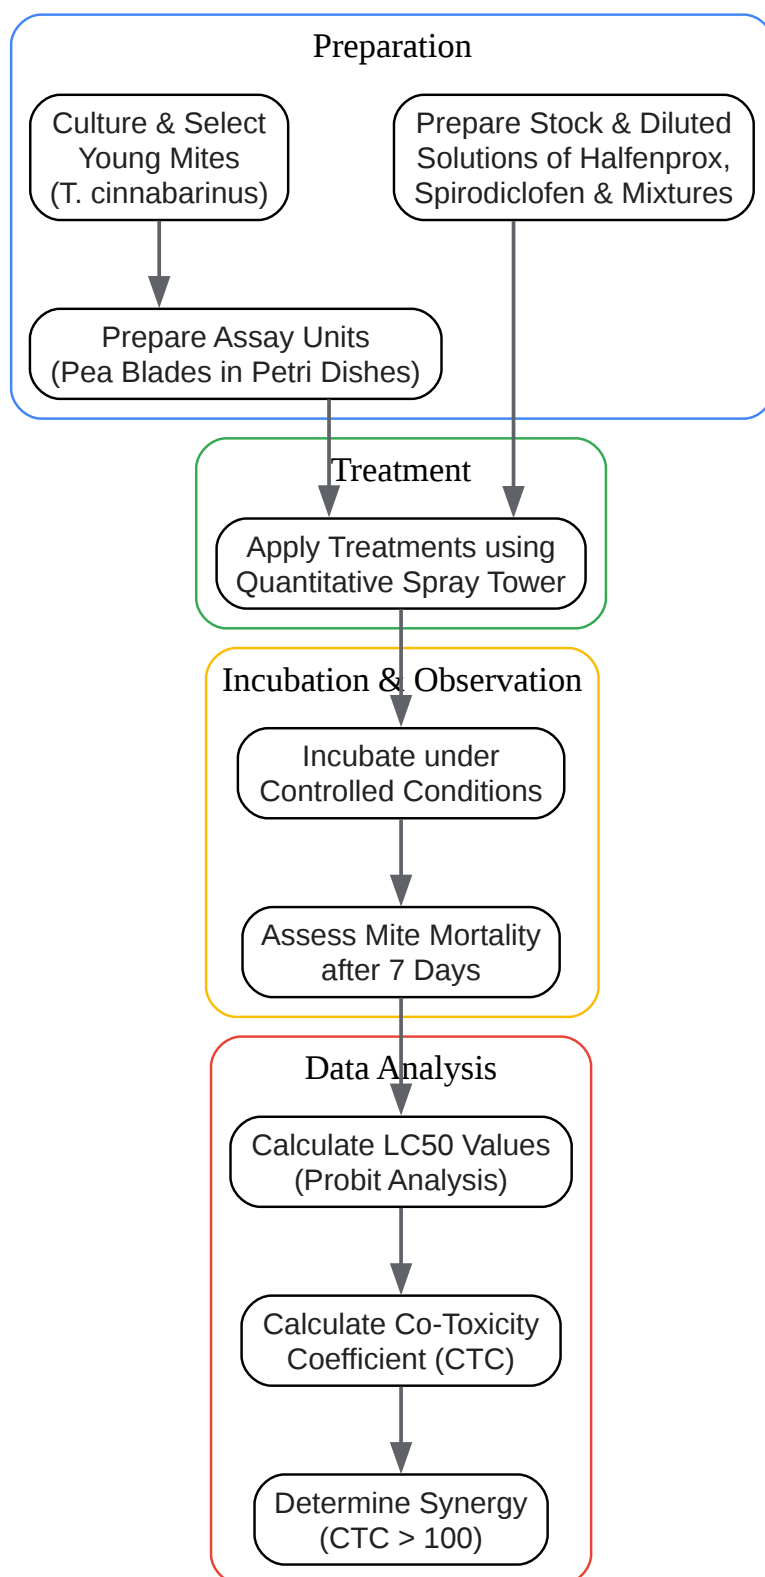 Preparation
Culture & Select
Young Mites
(T. cinnabarinus)
Prepare Stock & Diluted
Solutions of Halfenprox,
Spirodiclofen & Mixtures
Prepare Assay Units
(Pea Blades in Petri Dishes)
Treatment
Apply Treatments using
Quantitative Spray Tower
Incubation & Observation
Incubate under
Controlled Conditions
Assess Mite Mortality
after 7 Days
Data Analysis
Calculate LC50 Values
(Probit Analysis)
Calculate Co-Toxicity
Coefficient (CTC)
Determine Synergy
(CTC > 100)